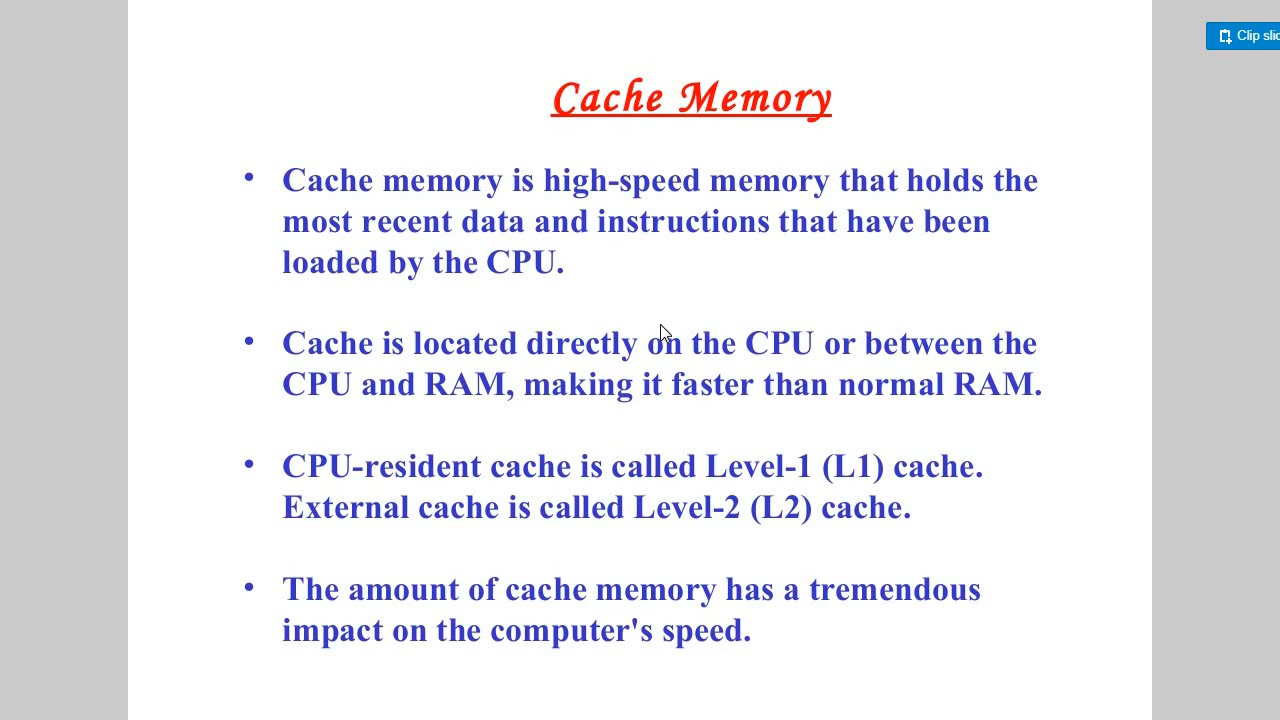 Clip slic
Cache Memory
• Cache memory is high-speed memory that holds the
most recent data and instructions that have been
loaded by the CPU.
• Cache is located directly on the CPU or between the
CPU and RAM, making it faster than normal RAM.
• CPU-resident cache is called Level-1 (L1) cache.
External cache is called Level-2 (L2) cache.
• The amount of cache memory has a tremendous
impact on the computer's speed.